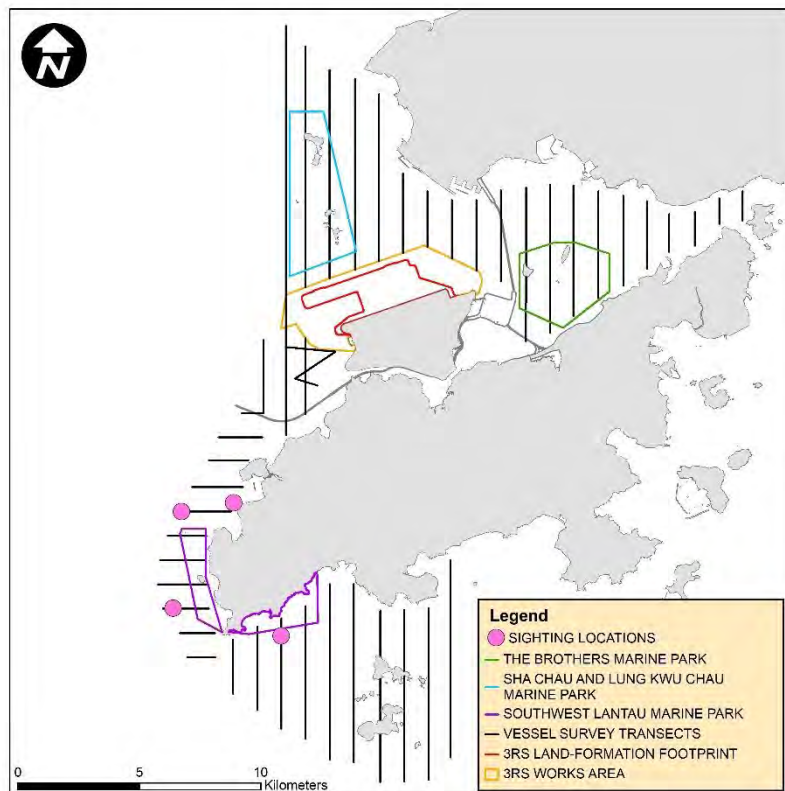 N
Legend
SIGHTING LOCATIONS
THE BROTHERS MARINE PARK
SHA CHAU AND LUNG KWU CHAU
MARINE PARK
SOUTHWEST LANTAU MARINE PARK
VESSEL SURVEY TRANSECTS
3RS LAND-FORMATION FOOTPRINT
3RS WORKS AREA
0 5 10
Kilometers